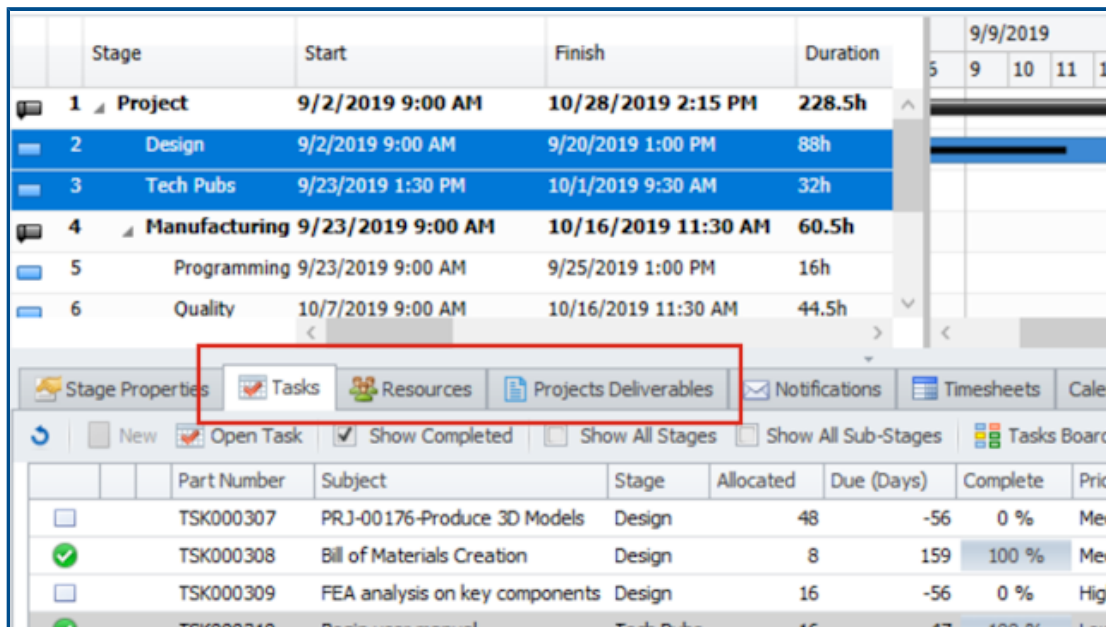 9/9/2019
Stage Start Finish Duration
9 10 11
1 Project 9/2/2019 9:00 AM 10/28/2019 2:15 PM 228.5h
2 Design 9/2/2019 9:00 AM 9/20/2019 1:00 PM 88h
3 Tech Pubs 9/23/2019 1:30 PM 10/1/2019 9:30 AM 32h
4 Manufacturing 9/23/2019 9:00 AM 10/16/2019 11:30 AM 60.5h
5 Programming 9/23/2019 9:00 AM 9/25/2019 1:00 PM 16h
6 Quality 10/7/2019 9:00 AM 10/16/2019 11:30 AM 44.5h
Stage Properties Tasks Resources Projects Deliverables Notifications Timesheets Cale
New Open Task Show Completed Show All Stages Show All Sub-Stages Tasks Board
Part Number Subject Stage Allocated Due (Days) Complete Prio
TSK000307 PRJ-00176-Produce 3D Models Design 48 -56 0 % Me
TSK000308 Bill of Materials Creation Design 8 159 100 % Me
TSK000309 FEA analysis on key components Design 16 -56 0 % Hig